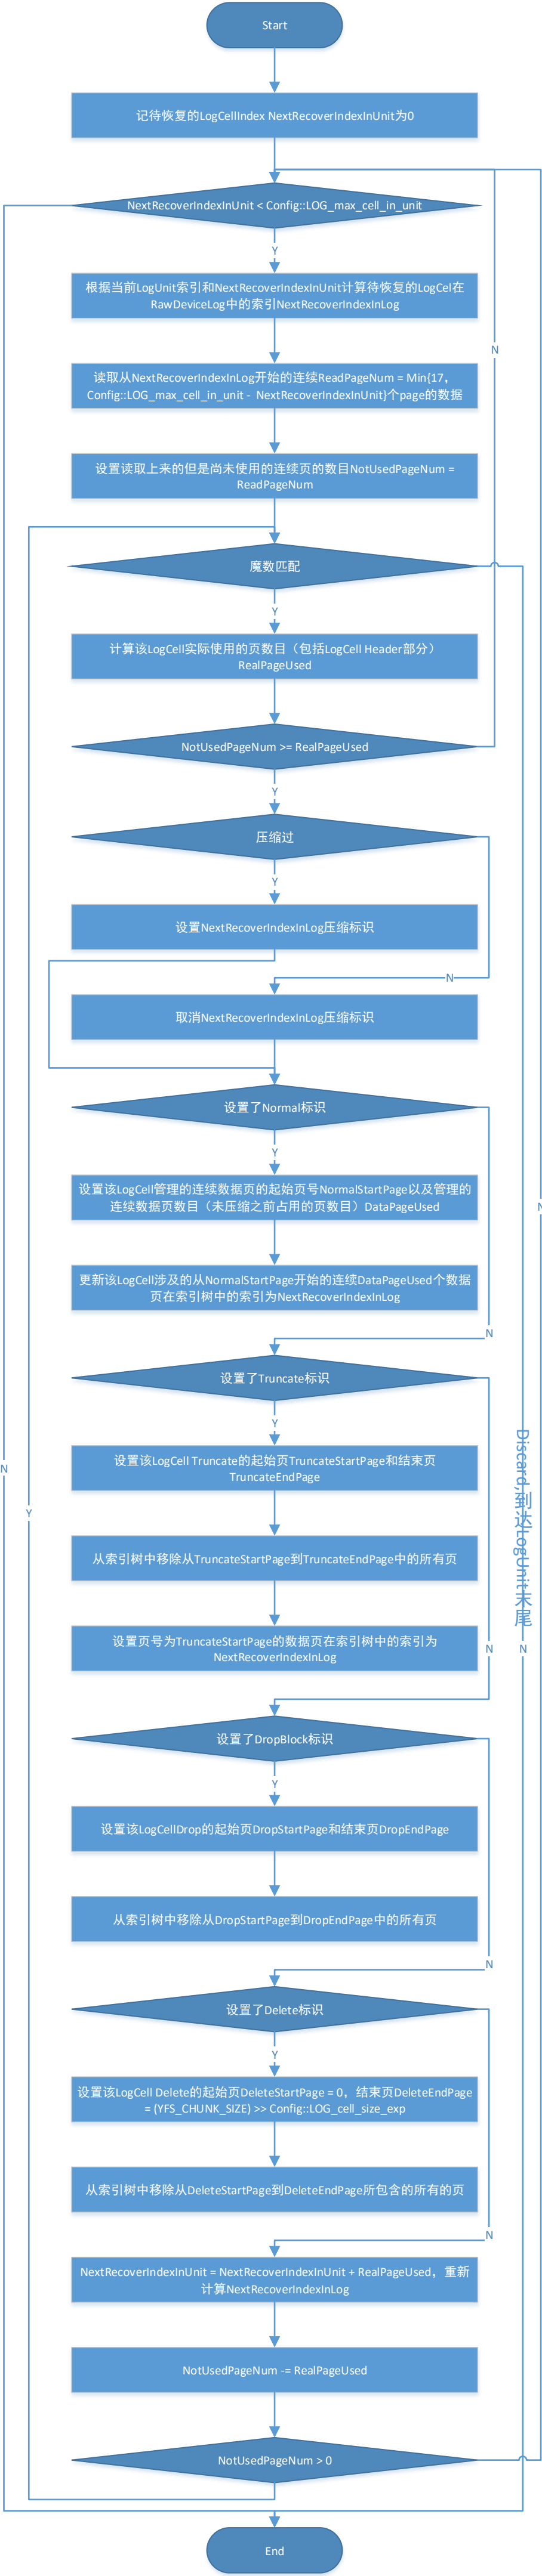 Start
记待恢复的LogCellIndex NextRecoverIndexInUnit为0
NextRecoverIndexInUnit < Config::LOG_max_cell_in_unit
Y
根据当前LogUnit索引和NextRecoverIndexInUnit计算待恢复的LogCel在
RawDeviceLog中的索引NextRecoverIndexInLog
N
读取从NextRecoverIndexInLog开始的连续ReadPageNum = Min{17,
Config::LOG_max_cell_in_unit - NextRecoverIndexInUnit}个page的数据
设置读取上来的但是尚未使用的连续页的数目NotUsedPageNum =
ReadPageNum
魔数匹配
Y
计算该LogCell实际使用的页数目（包括LogCell Header部分）
RealPageUsed
NotUsedPageNum >= RealPageUsed
Y
压缩过
Y
设置NextRecoverIndexInLog压缩标识
N
取消NextRecoverIndexInLog压缩标识
设置了Normal标识
Y
设置该LogCell管理的连续数据页的起始页号NormalStartPage以及管理的
连续数据页数目（未压缩之前占用的页数目）DataPageUsed
N
更新该LogCell涉及的从NormalStartPage开始的连续DataPageUsed个数据
页在索引树中的索引为NextRecoverIndexInLog
N
设置了Truncate标识
Y
设置该LogCell Truncate的起始页TruncateStartPage和结束页
TruncateEndPage
N
Y
Discard,到达LogUnit末尾
从索引树中移除从TruncateStartPage到TruncateEndPage中的所有页
设置页号为TruncateStartPage的数据页在索引树中的索引为
NextRecoverIndexInLog
N
N
设置了DropBlock标识
Y
设置该LogCellDrop的起始页DropStartPage和结束页DropEndPage
从索引树中移除从DropStartPage到DropEndPage中的所有页
N
设置了Delete标识
Y
设置该LogCell Delete的起始页DeleteStartPage = 0，结束页DeleteEndPage
= (YFS_CHUNK_SIZE) >> Config::LOG_cell_size_exp
从索引树中移除从DeleteStartPage到DeleteEndPage所包含的所有的页
N
NextRecoverIndexInUnit = NextRecoverIndexInUnit + RealPageUsed，重新
计算NextRecoverIndexInLog
NotUsedPageNum -= RealPageUsed
NotUsedPageNum > 0
End